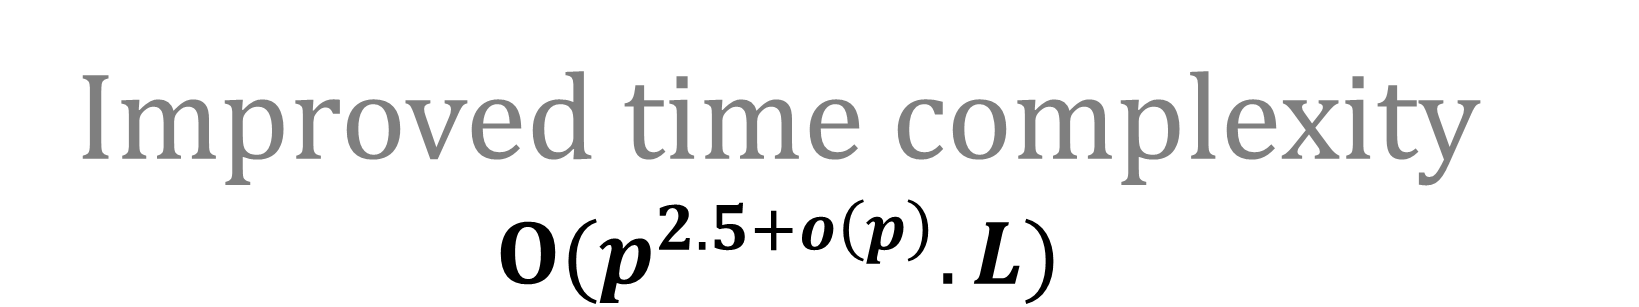 Improved time complexity
O(p^{2.5+o(p)}. L)